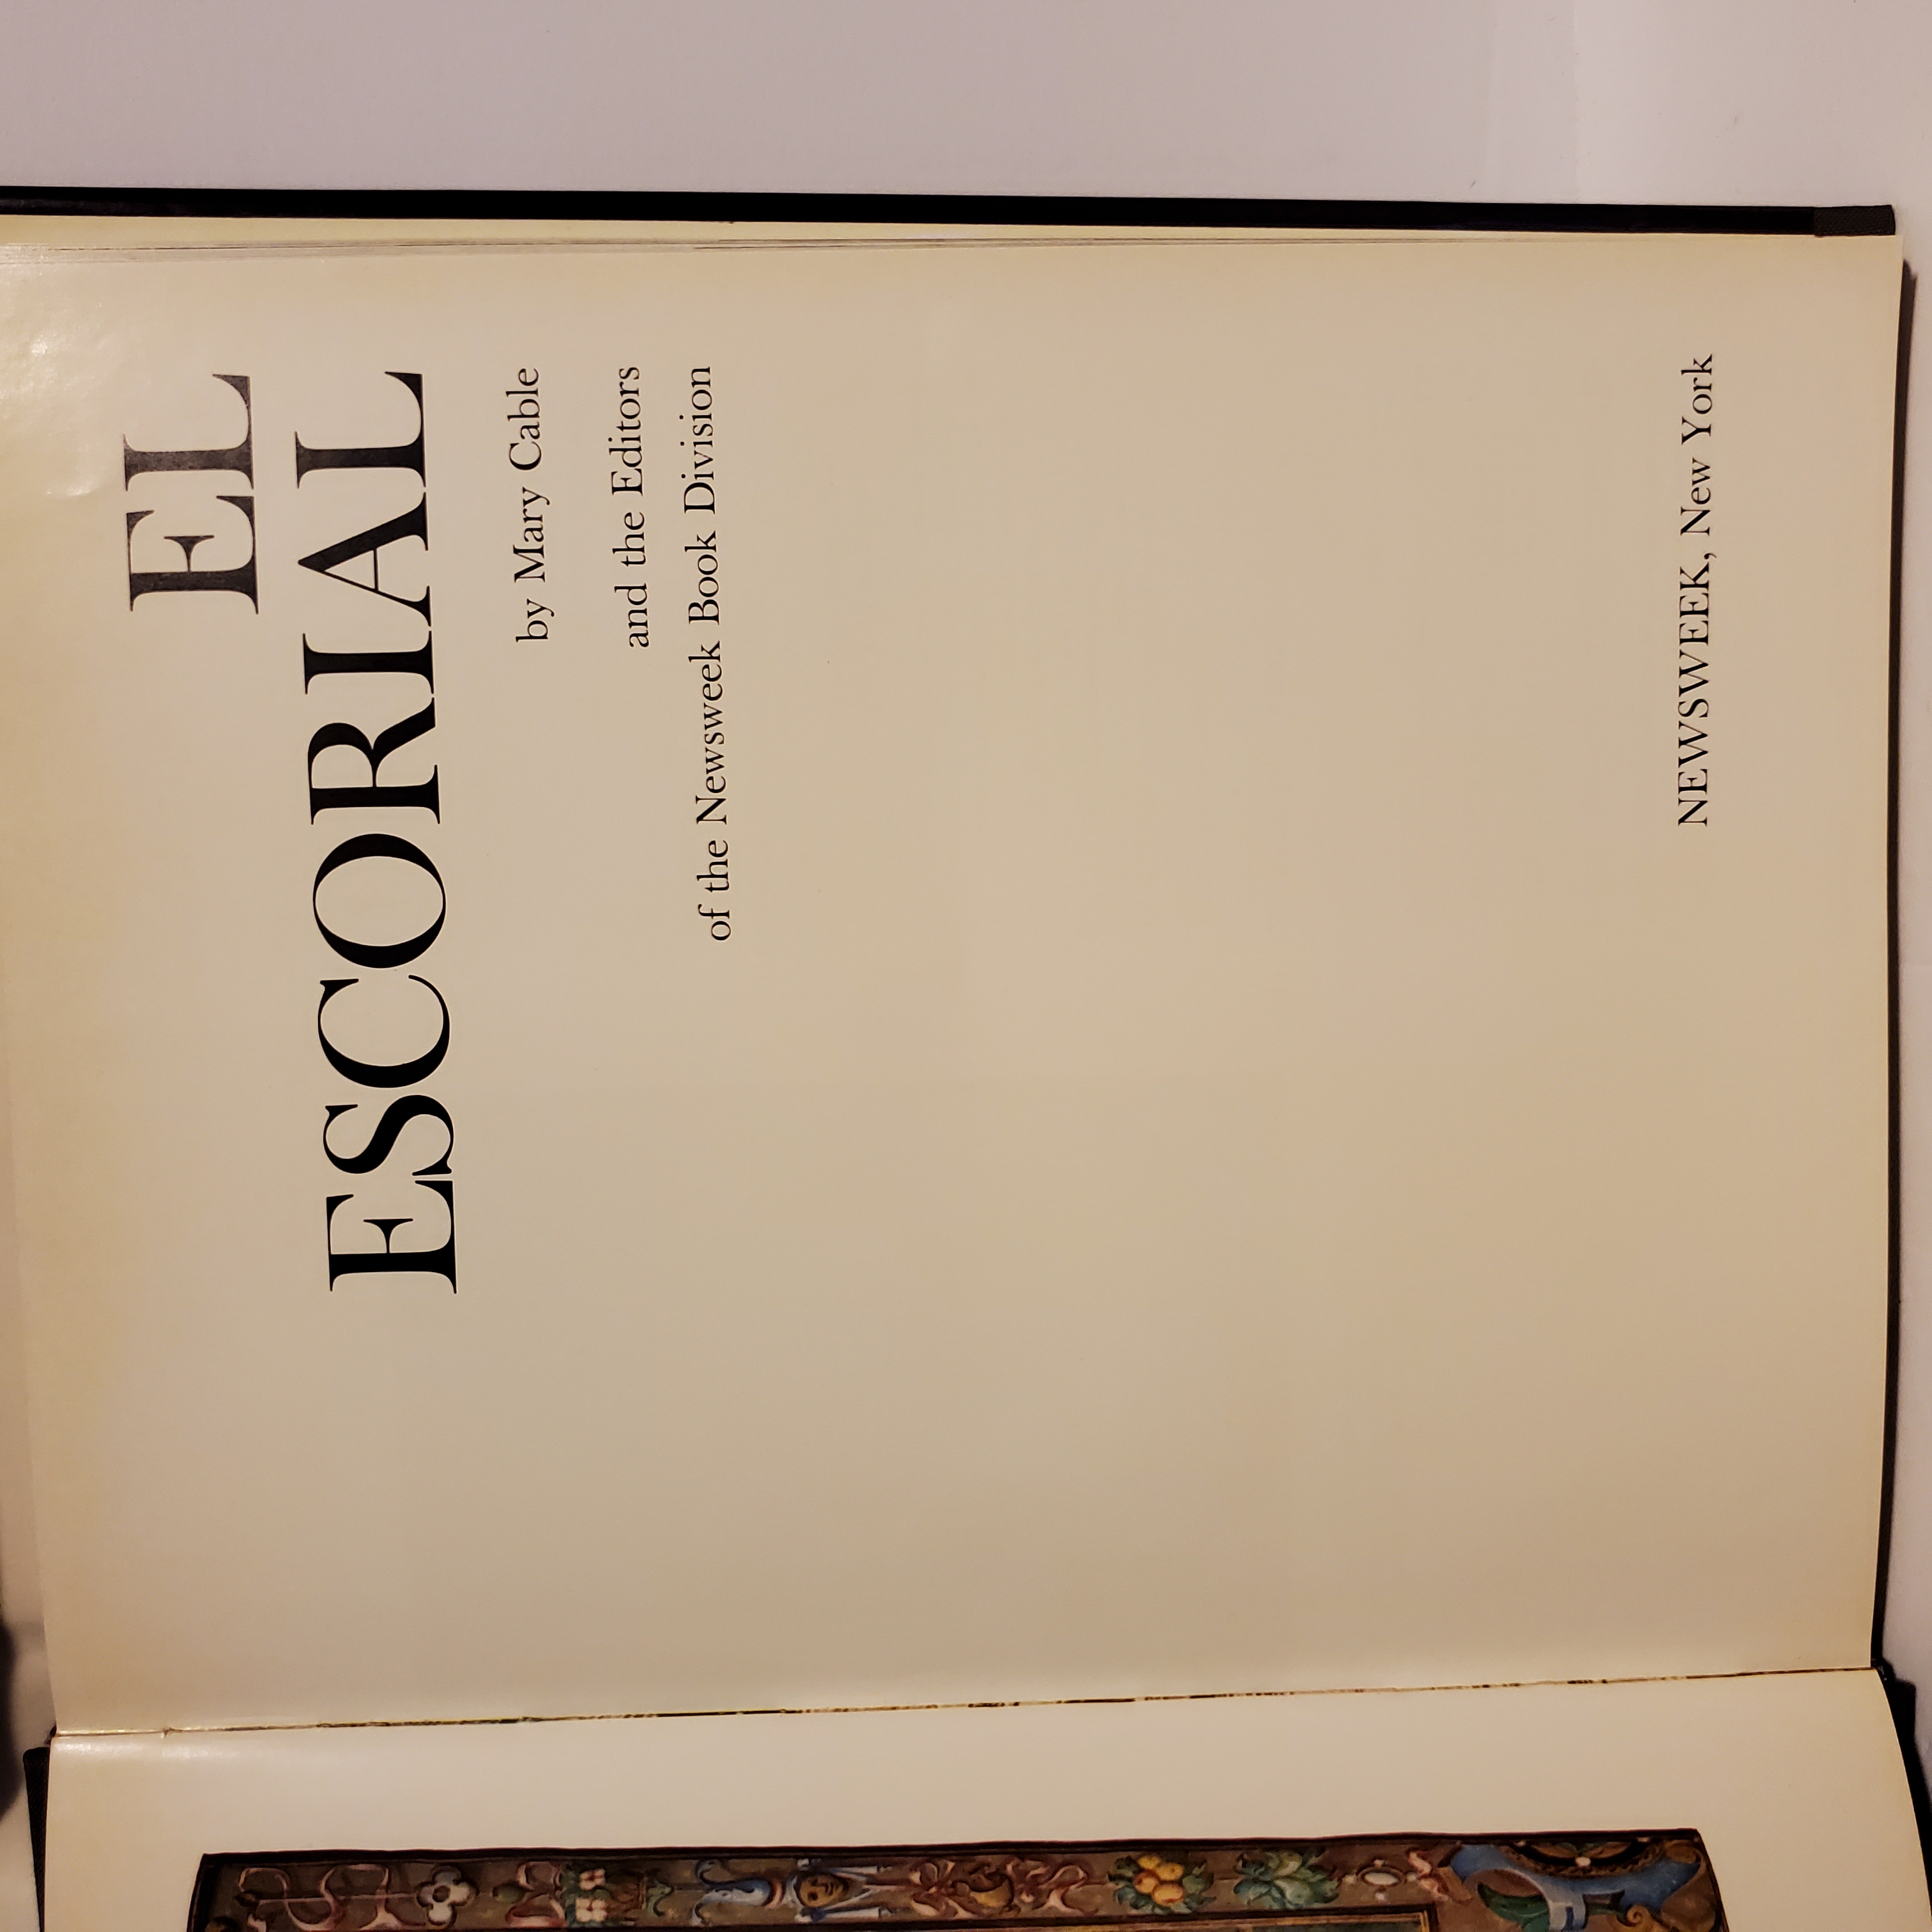 EL
ESCORIAL
by Mary Cable
and the Editors
of the Newsweek Book Division
NEWSWEEK, New York